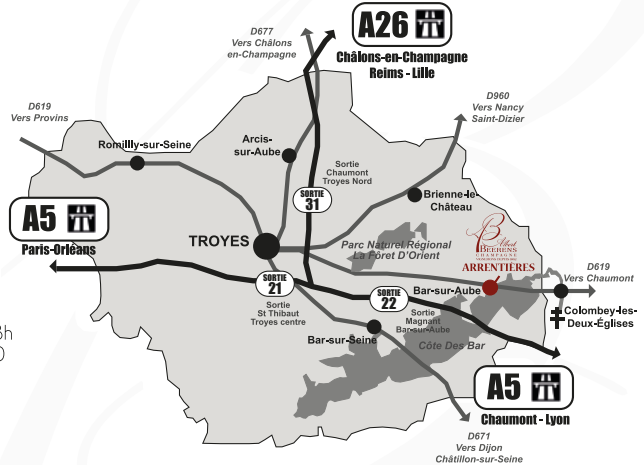 D677
Vers Châlons
en-Champagne
A26
Châlons-en-Champagne
Reims - Lille
D619
Vers Provins
D960
Vers Nancy
Saint-Dizier
Romilly-sur-Seine
Arcis-
sur-Aube
Sortie
Chaumont
Troyes Nord
SORTIE
31
Brienne-le-
Château
A5
Paris-Orléans
TROYES
Parc Naturel Régional
La Fôret D'Orient
Albert
BEERENS
CHAMPAGNE
ARRENTIÈRES
D619
Vers Chaumont
SORTIE
21
Sortie
St Thibaut
Troyes centre
SORTIE
22
Sortie
Magnant
Bar-sur-Aube
Bar-sur-Aube
Colombey-les-
Deux-Églises
Bar-sur-Seine
Côte Des Bar
A5
Chaumont - Lyon
D671
Vers Dijon
Châtillon-sur-Seine